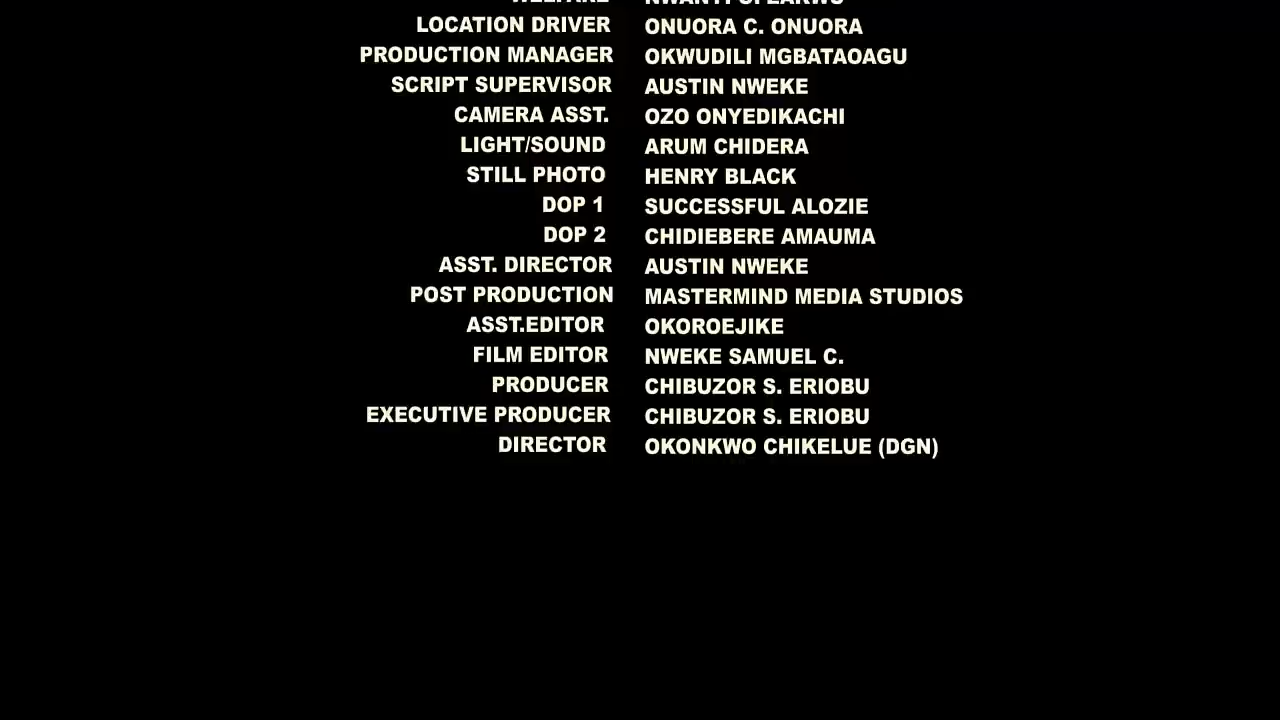 LOCATION DRIVER ONUORA C. ONUORA
PRODUCTION MANAGER OKWUDILI MGBATAOAGU
SCRIPT SUPERVISOR AUSTIN NWEKE
CAMERA ASST. OZO ONYEDIKACHI
LIGHT/SOUND ARUM CHIDERA
STILL PHOTO HENRY BLACK
DOP 1 SUCCESSFUL ALOZIE
DOP 2 CHIDIEBERE AMAUMA
ASST. DIRECTOR AUSTIN NWEKE
POST PRODUCTION MASTERMIND MEDIA STUDIOS
ASST.EDITOR OKOROEJIKE
FILM EDITOR NWEKE SAMUEL C.
PRODUCER CHIBUZOR S. ERIOBU
EXECUTIVE PRODUCER CHIBUZOR S. ERIOBU
DIRECTOR OKONKWO CHIKELUE (DGN)